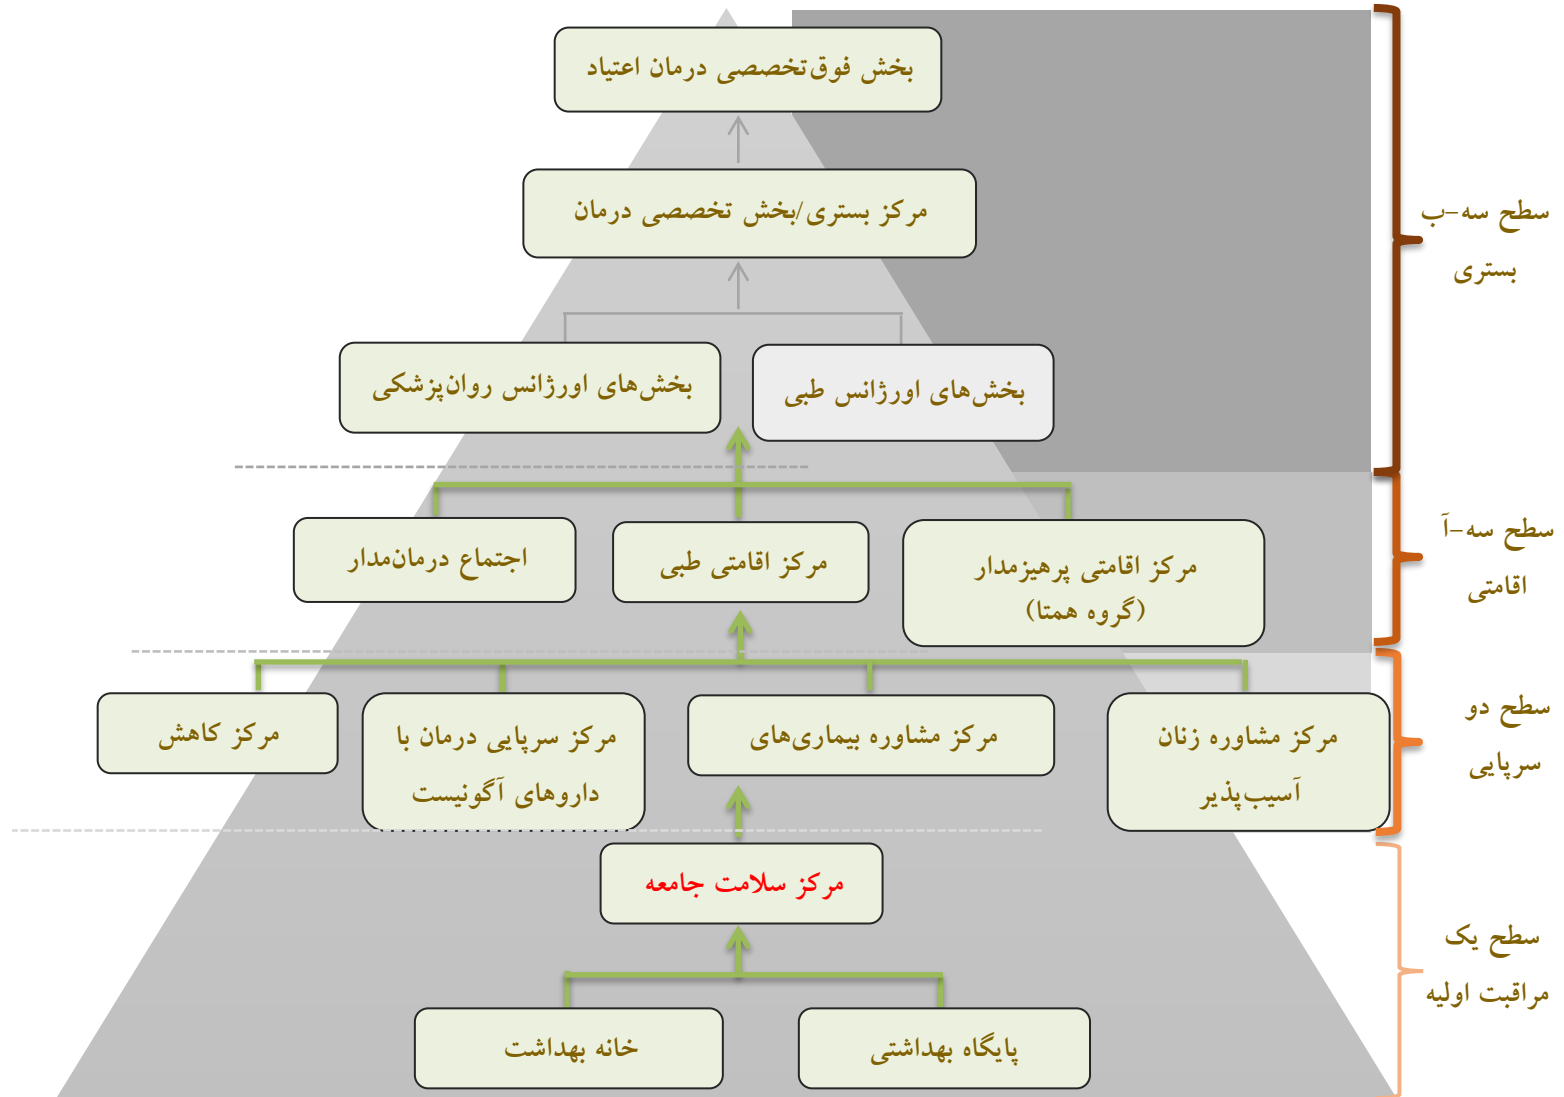 بخش فوق‌تخصصی درمان اعتیاد
مرکز بستری/بخش تخصصی درمان
سطح سه-ب
بستری
بخش‌های اورژانس طبی
بخش‌های اورژانس روان‌پزشکی
سطح سه-آ
اقامتی
مرکز اقامتی پرهیزمدار
(گروه همتا)
مرکز اقامتی طبی
اجتماع درمان‌مدار
سطح دو
سرپایی
مرکز مشاوره زنان
آسیب‌پذیر
مرکز مشاوره بیماری‌های
مرکز سرپایی درمان با
داروهای آگونیست
مرکز کاهش
مرکز سلامت جامعه
سطح یک
مراقبت اولیه
پایگاه بهداشتی
خانه بهداشت